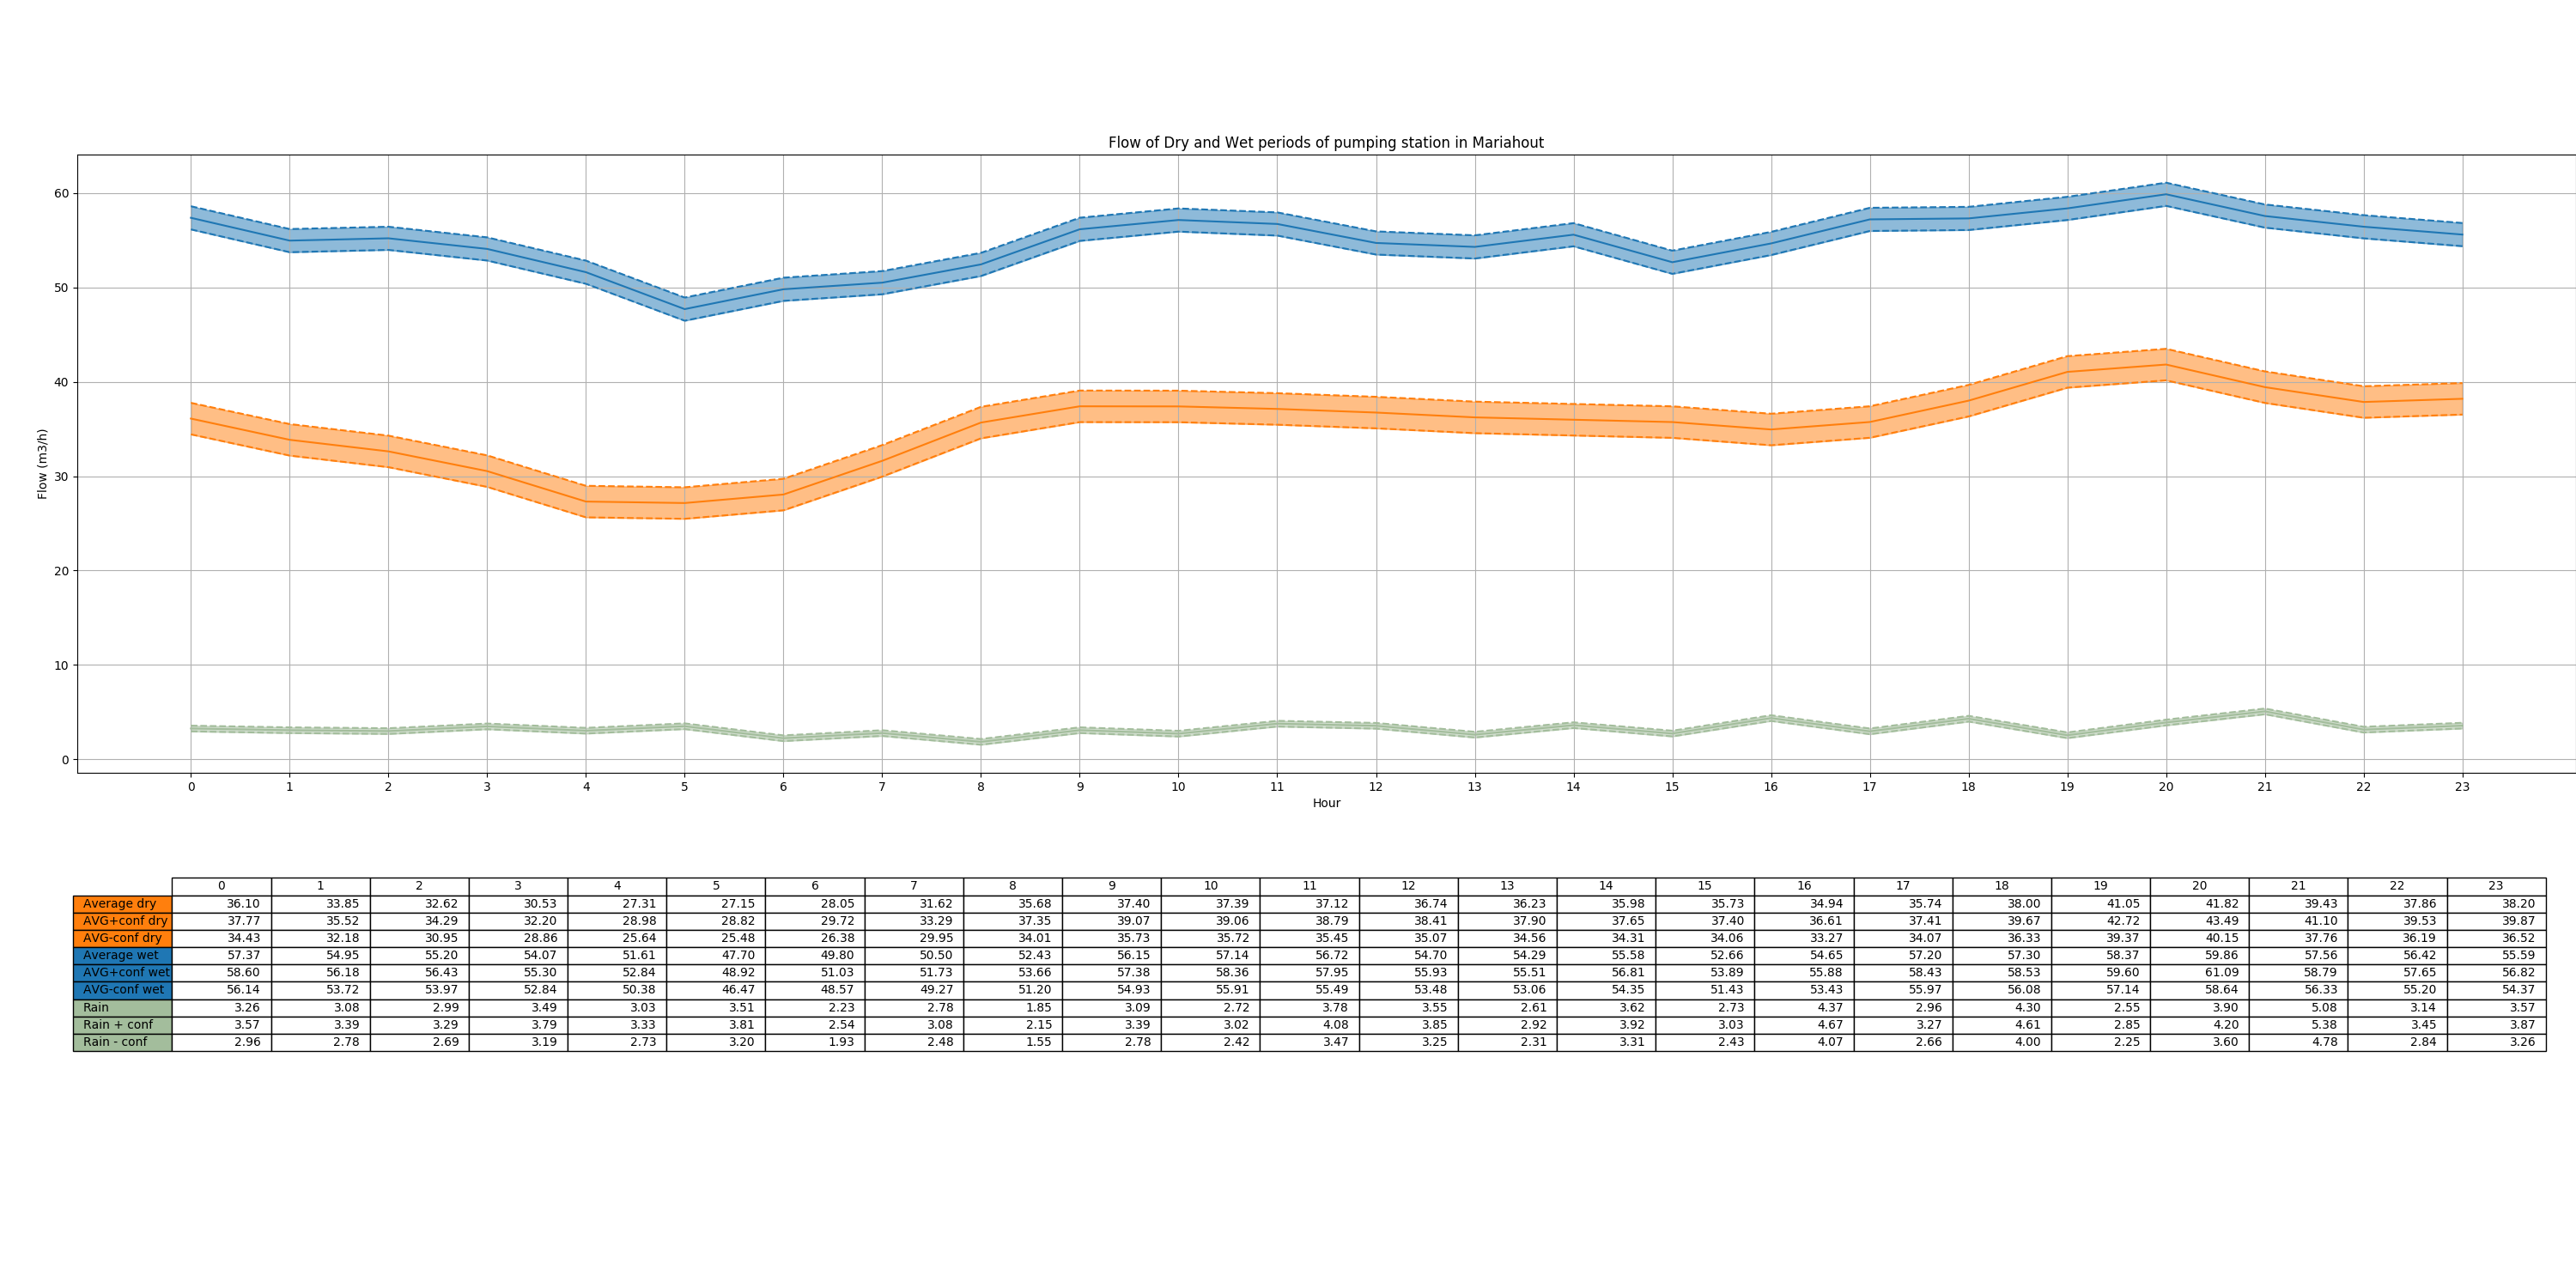 Flow of Dry and Wet periods of pumping station in Mariahout
60
50
40
30
20
10
0
Flow (m3/h)
0 1 2 3 4 5 6 7 8 9 10 11 12 13 14 15 16 17 18 19 20 21 22 23
Hour
0 1 2 3 4 5 6 7 8 9 10 11 12 13 14 15 16 17 18 19 20 21 22 23
Average dry 36.10 33.85 32.62 30.53 27.31 27.15 28.05 31.62 35.68 37.40 37.39 37.12 36.74 36.23 35.98 35.73 34.94 35.74 38.00 41.05 41.82 39.43 37.86 38.20
AVG+conf dry 37.77 35.52 34.29 32.20 28.98 28.82 29.72 33.29 37.35 39.07 39.06 38.79 38.41 37.90 37.65 37.40 36.61 37.41 39.67 42.72 43.49 41.10 39.53 39.87
AVG-conf dry 34.43 32.18 30.95 28.86 25.64 25.48 26.38 29.95 34.01 35.73 35.72 35.45 35.07 34.56 34.31 34.06 33.27 34.07 36.33 39.37 40.15 37.76 36.19 36.52
Average wet 57.37 54.95 55.20 54.07 51.61 47.70 49.80 50.50 52.43 56.15 57.14 56.72 54.70 54.29 55.58 52.66 54.65 57.20 57.30 58.37 59.86 57.56 56.42 55.59
AVG+conf wet 58.60 56.18 56.43 55.30 52.84 48.92 51.03 51.73 53.66 57.38 58.36 57.95 55.93 55.51 56.81 53.89 55.88 58.43 58.53 59.60 61.09 58.79 57.65 56.82
AVG-conf wet 56.14 53.72 53.97 52.84 50.38 46.47 48.57 49.27 51.20 54.93 55.91 55.49 53.48 53.06 54.35 51.43 53.43 55.97 56.08 57.14 58.64 56.33 55.20 54.37
Rain 3.26 3.08 2.99 3.49 3.03 3.51 2.23 2.78 1.85 3.09 2.72 3.78 3.55 2.61 3.62 2.73 4.37 2.96 4.30 2.55 3.90 5.08 3.14 3.57
Rain + conf 3.57 3.39 3.29 3.79 3.33 3.81 2.54 3.08 2.15 3.39 3.02 4.08 3.85 2.92 3.92 3.03 4.67 3.27 4.61 2.85 4.20 5.38 3.45 3.87
Rain - conf 2.96 2.78 2.69 3.19 2.73 3.20 1.93 2.48 1.55 2.78 2.42 3.47 3.25 2.31 3.31 2.43 4.07 2.66 4.00 2.25 3.60 4.78 2.84 3.26